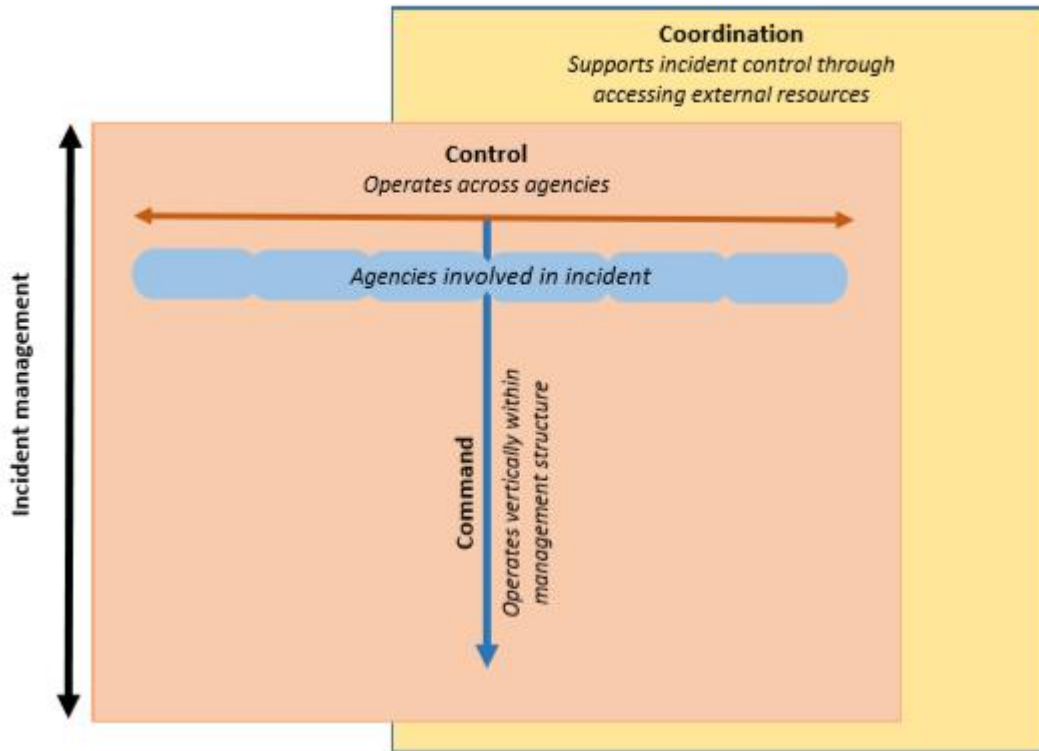 Coordination
Supports incident control through
accessing external resources
Control
Operates across agencies
Agencies involved in incident
Incident management
Command
Operates vertically within
management structure